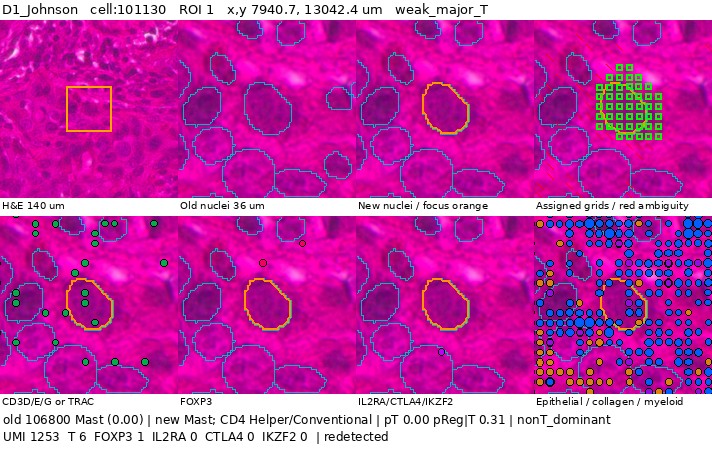 D1_Johnson cell:101130 ROI 1 x,y 7940.7, 13042.4 um weak_major_T
H&E 140 um
Old nuclei 36 um
New nuclei / focus orange
Assigned grids / red ambiguity
CD3D/E/G or TRAC
FOXP3
IL2RA/CTLA4/IKZF2
Epithelial / collagen / myeloid
old 106800 Mast (0.00) | new Mast; CD4 Helper/Conventional | pT 0.00 pReg|T 0.31 | nonT_dominant
UMI 1253 T 6 FOXP3 1 IL2RA 0 CTLA4 0 IKZF2 0 | redetected